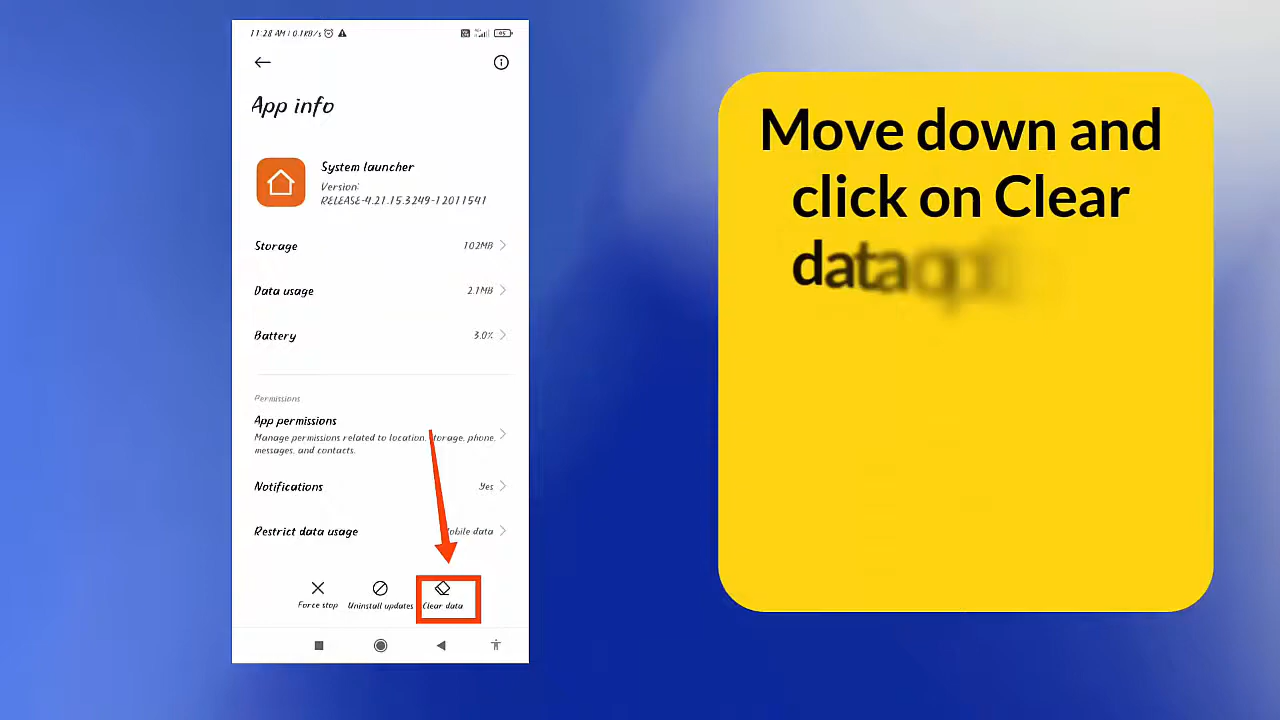 11:28 AM | 0.1KB/s
App info
System launcher
Version:
RELEASE-4.21.15.3249-12011541
Storage 102MB
Data usage 2.1MB
Battery 3.0%
Permissions
App permissions
Manage permissions related to location, storage, phone, messages, and contacts.
Notifications Yes
Restrict data usage Mobile data
Force stop Uninstall updates Clear data
Move down and
click on Clear
data